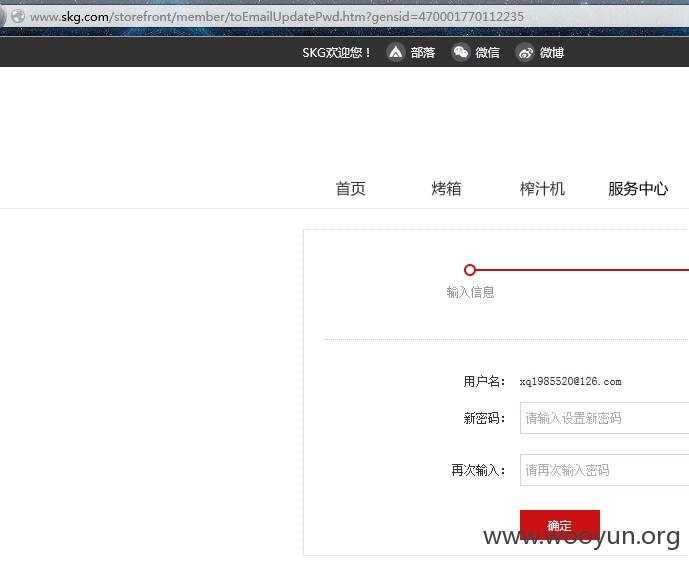 www.skg.com/storefront/member/toEmailUpdatePwd.htm?gensid=470001770112235
SKG欢迎您！ 部落 微信 微博
首页 烤箱 榨汁机 服务中心
输入信息
用户名： xq1985520@126.com
新密码： 请输入设置新密码
再次输入： 请再次输入密码
确定
www.wooyun.org